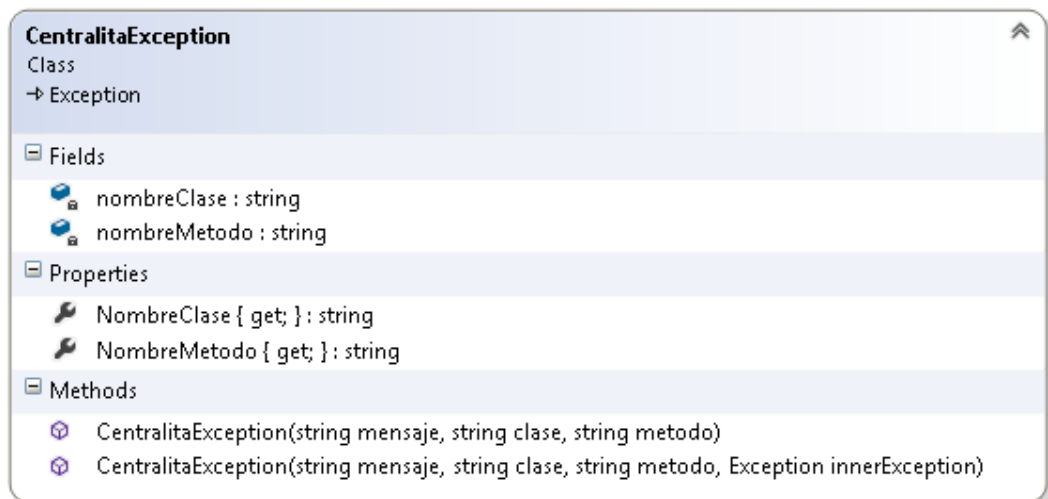 CentralitaException
Class
Exception
Fields
nombreClase : string
nombreMetodo : string
Properties
NombreClase { get; } : string
NombreMetodo { get; } : string
Methods
CentralitaException(string mensaje, string clase, string metodo)
CentralitaException(string mensaje, string clase, string metodo, Exception innerException)